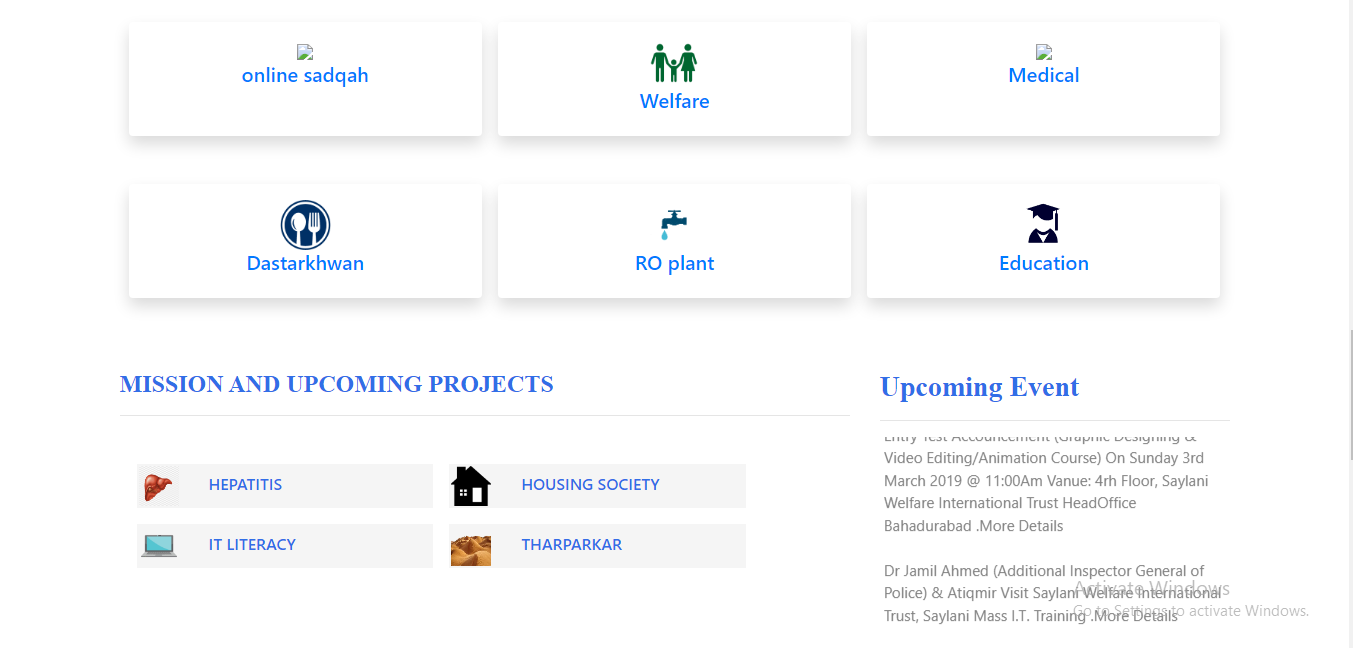 online sadqah
Welfare
Medical
Dastarkhwan
RO plant
Education
MISSION AND UPCOMING PROJECTS
HEPATITIS
HOUSING SOCIETY
IT LITERACY
THARPARKAR
Upcoming Event
Entry Test Accouncement (Graphic Designing &
Video Editing/Animation Course) On Sunday 3rd
March 2019 @ 11:00Am Vanue: 4rh Floor, Saylani
Welfare International Trust HeadOffice
Bahadurabad .More Details
Dr Jamil Ahmed (Additional Inspector General of
Police) & Atiqmir Visit Saylani Welfare International
Trust, Saylani Mass I.T. Training .More Details
Activate Windows
Go to Settings to activate Windows.